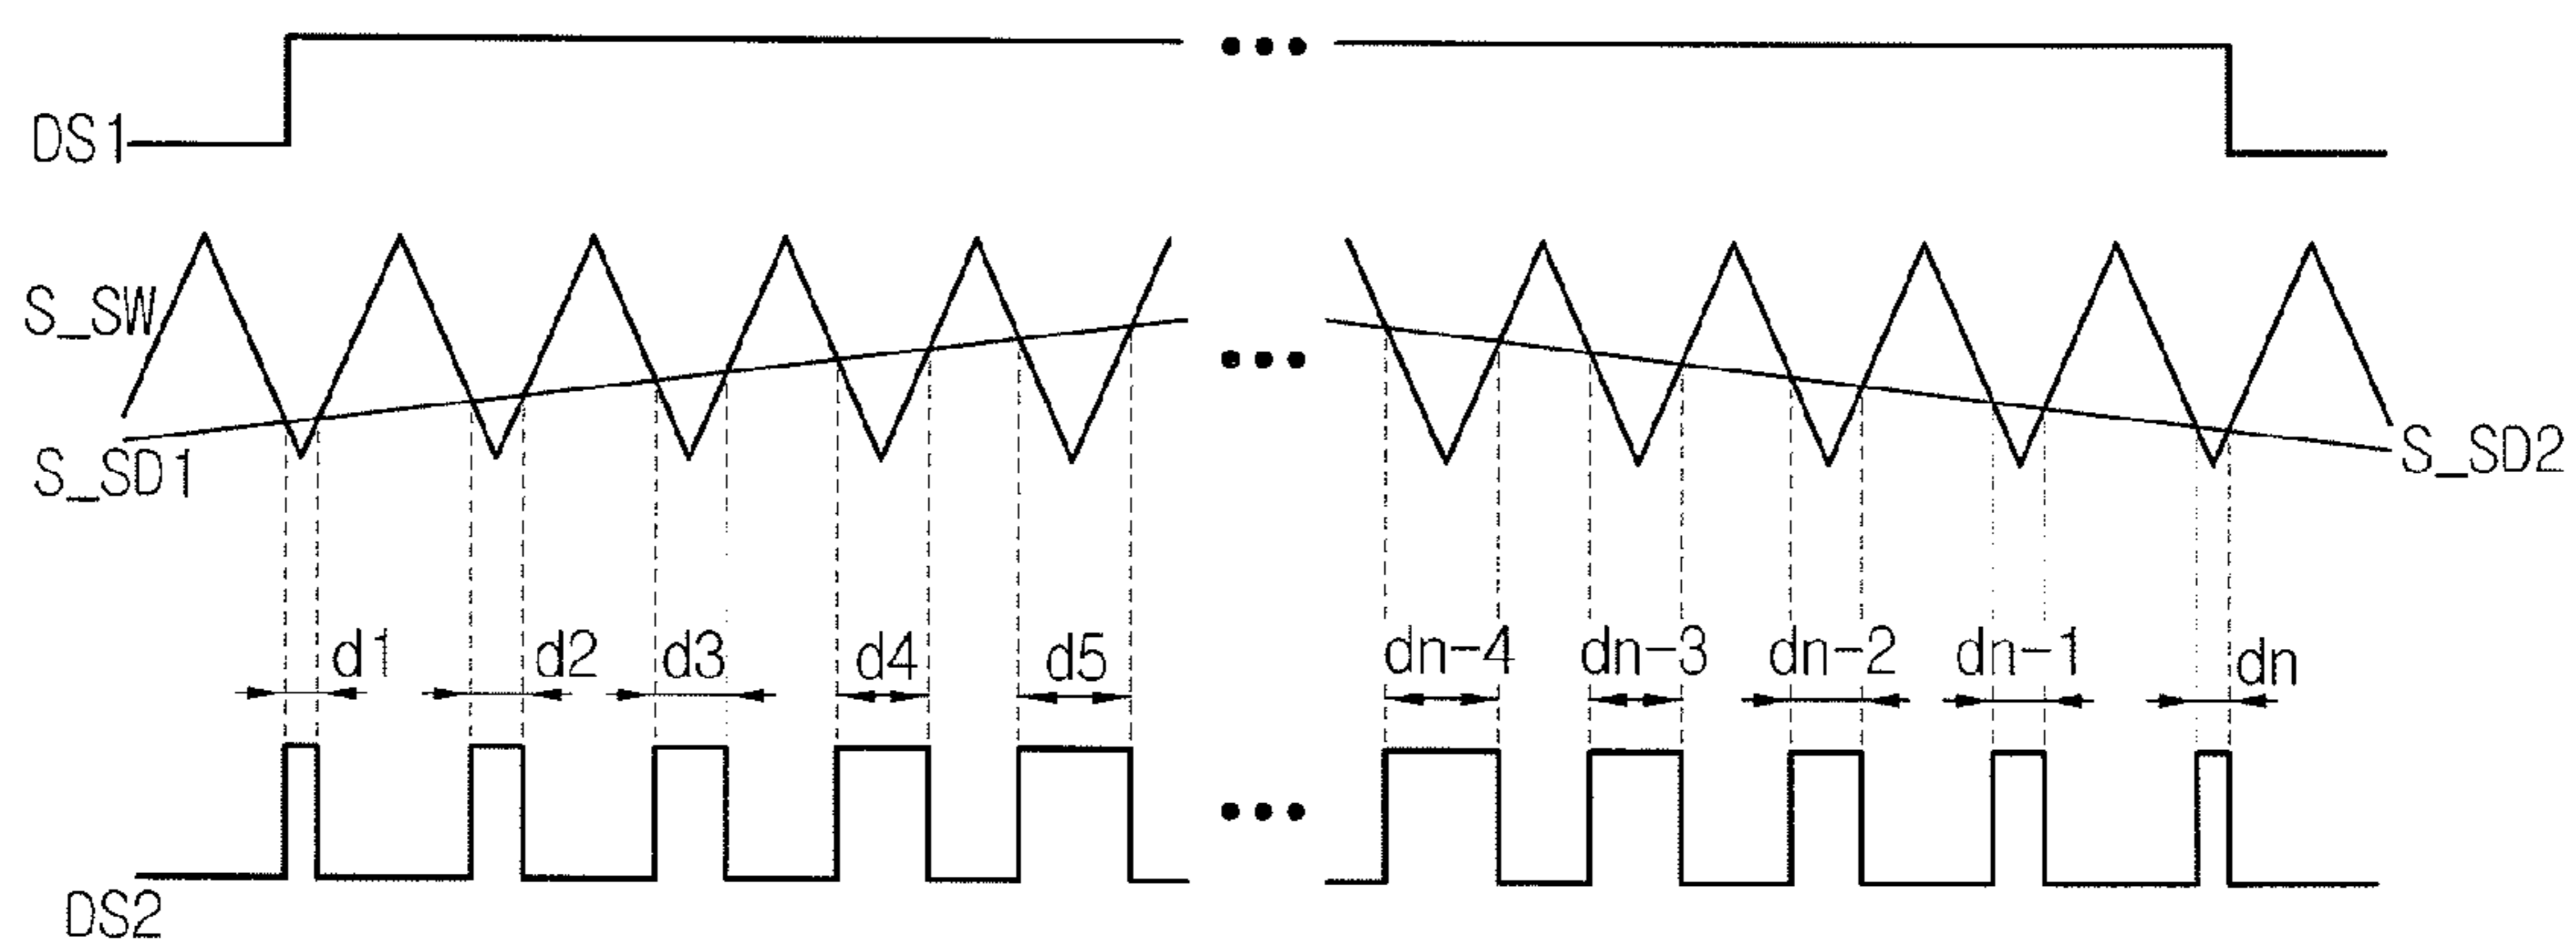 DS1
S_SW
S_SD1
S_SD2
d1 d2 d3 d4 d5 dn-4 dn-3 dn-2 dn-1 dn
DS2